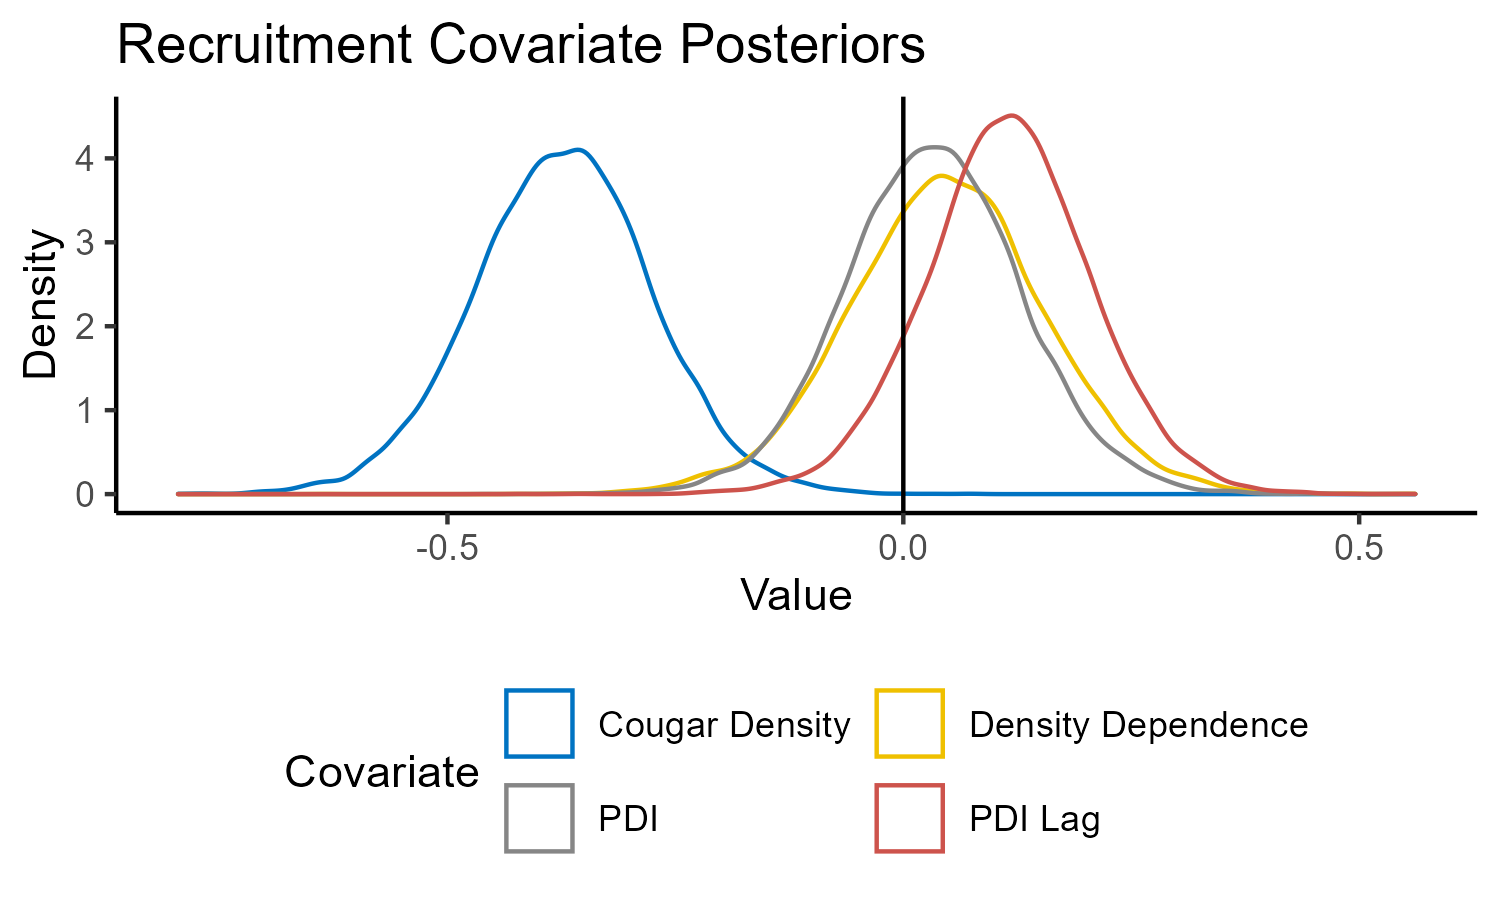 Recruitment Covariate Posteriors
Density
4
3
2
1
0
-0.5
0.0
0.5
Value
Covariate
Cougar Density
Density Dependence
PDI
PDI Lag